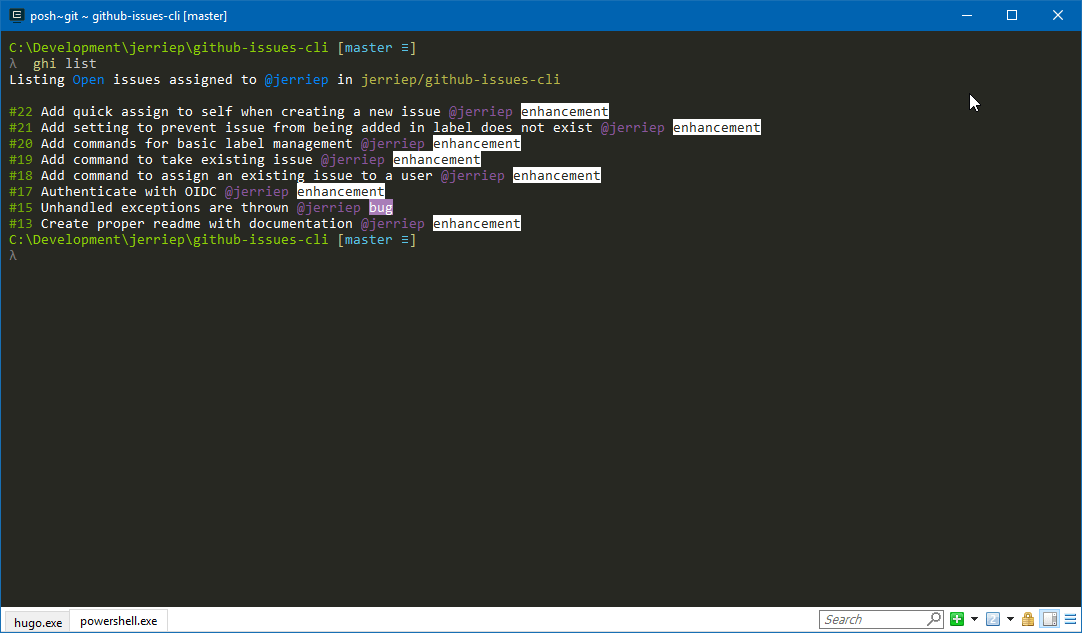 posh~git ~ github-issues-cli [master]
C:\Development\jerriep\github-issues-cli [master ≡]
λ ghi list
Listing Open issues assigned to @jerriep in jerriep/github-issues-cli
#22 Add quick assign to self when creating a new issue @jerriep enhancement
#21 Add setting to prevent issue from being added in label does not exist @jerriep enhancement
#20 Add commands for basic label management @jerriep enhancement
#19 Add command to take existing issue @jerriep enhancement
#18 Add command to assign an existing issue to a user @jerriep enhancement
#17 Authenticate with OIDC @jerriep enhancement
#15 Unhandled exceptions are thrown @jerriep bug
#13 Create proper readme with documentation @jerriep enhancement
C:\Development\jerriep\github-issues-cli [master ≡]
λ
hugo.exe powershell.exe Search